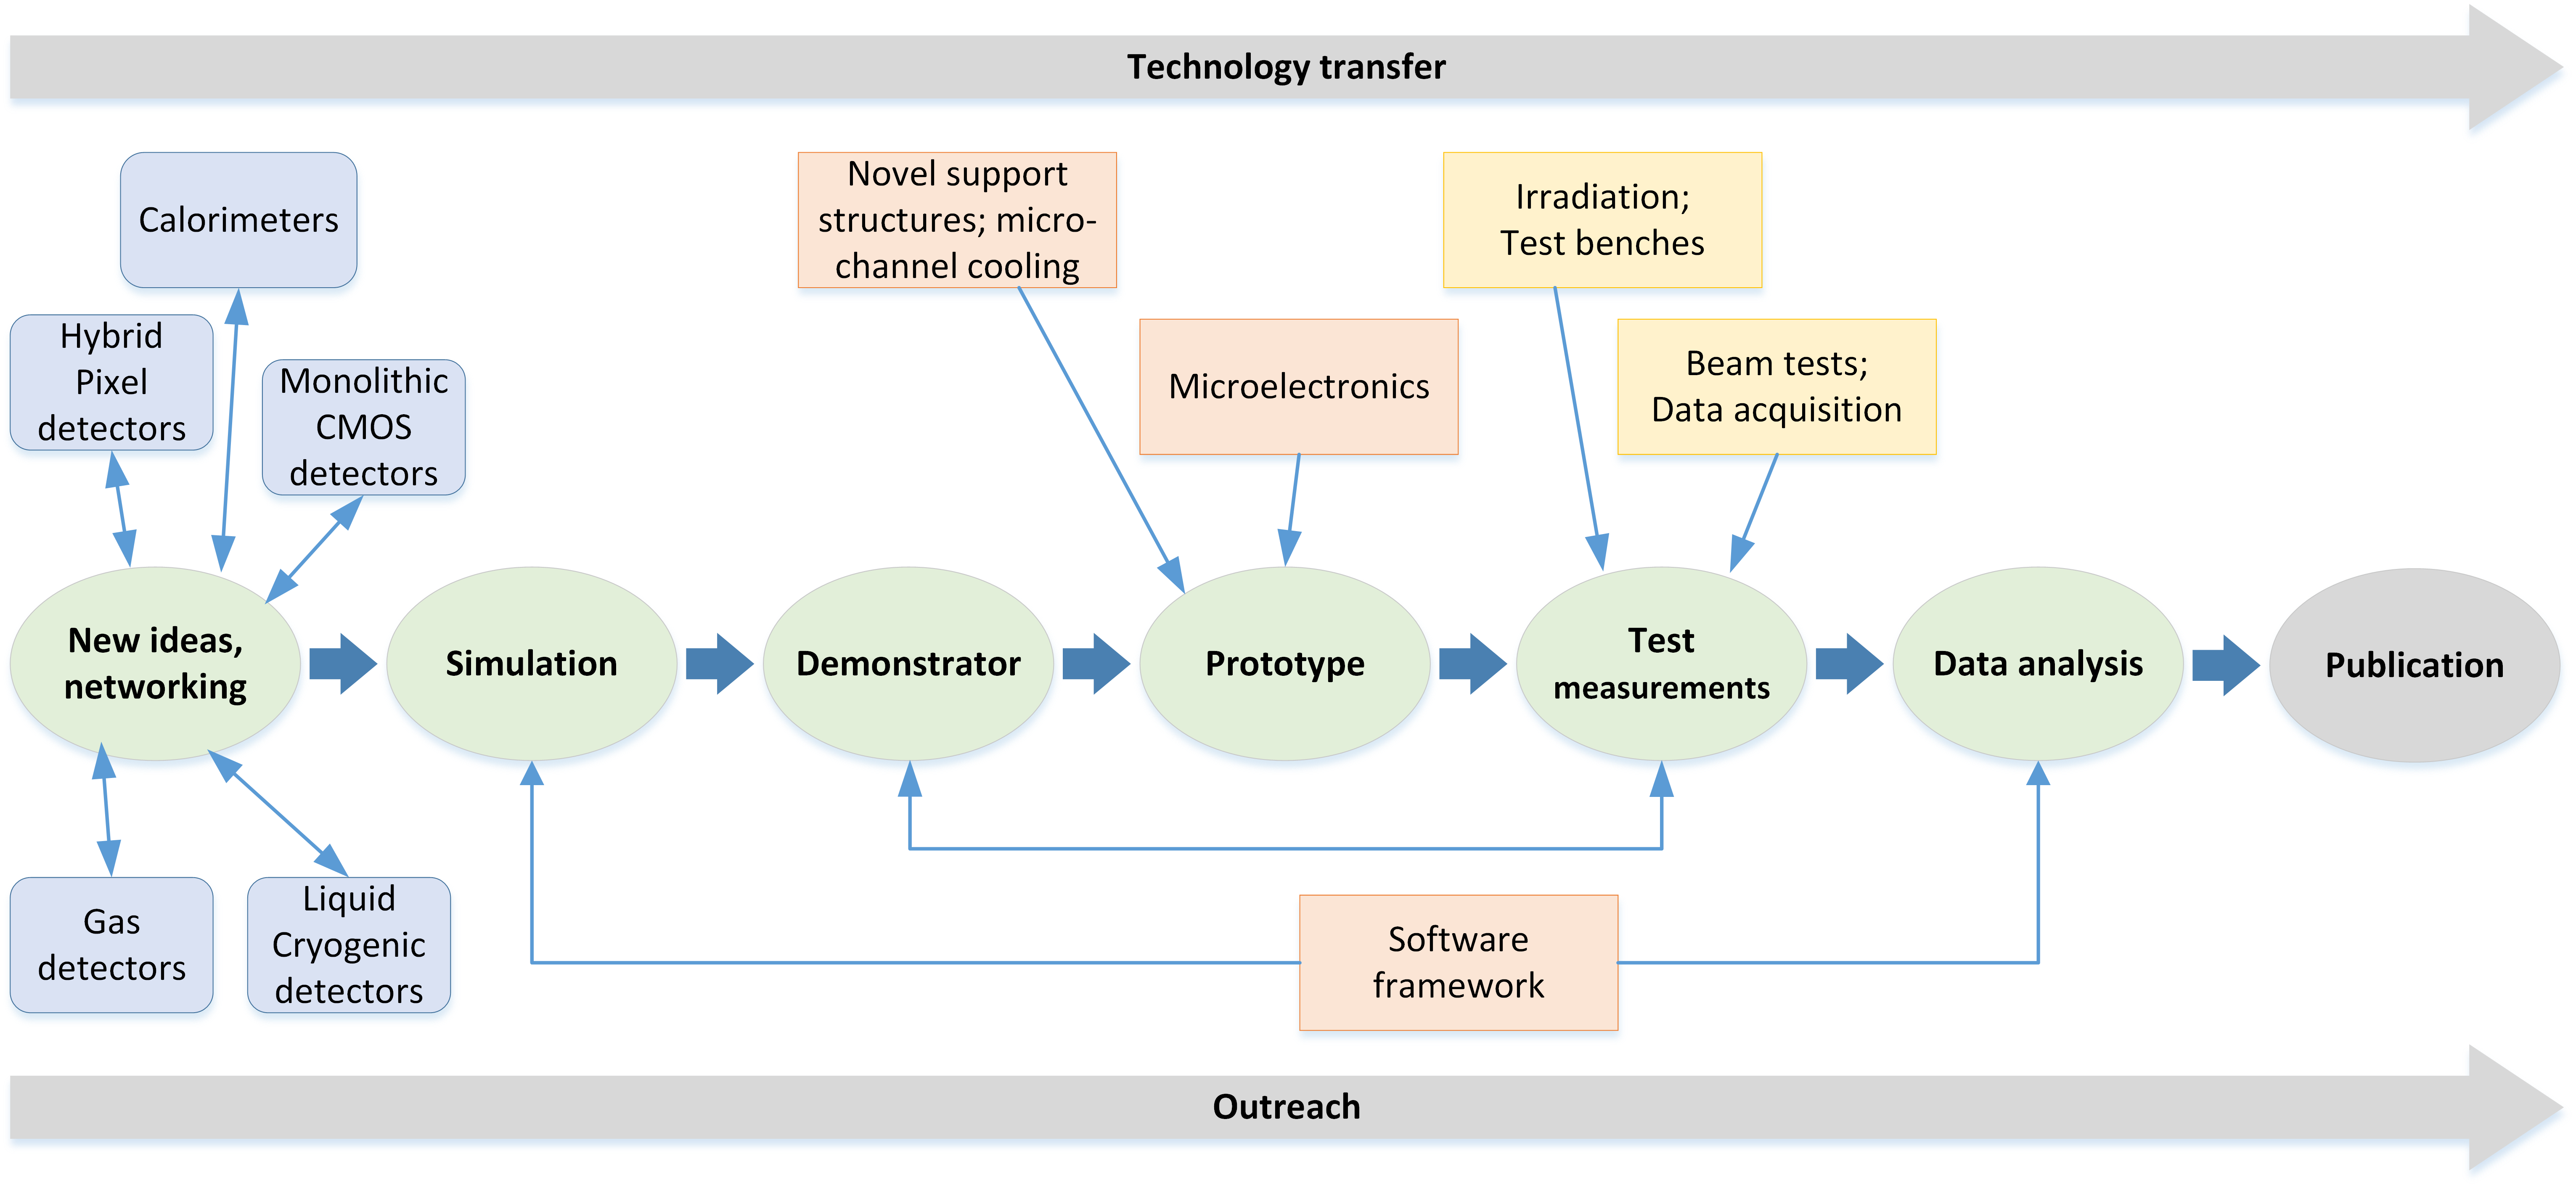 Technology transfer
Calorimeters
Hybrid
Pixel
detectors
Monolithic
CMOS
detectors
Novel support
structures; micro-
channel cooling
Microelectronics
Irradiation;
Test benches
Beam tests;
Data acquisition
New ideas,
networking
Simulation
Demonstrator
Prototype
Test
measurements
Data analysis
Publication
Gas
detectors
Liquid
Cryogenic
detectors
Software
framework
Outreach